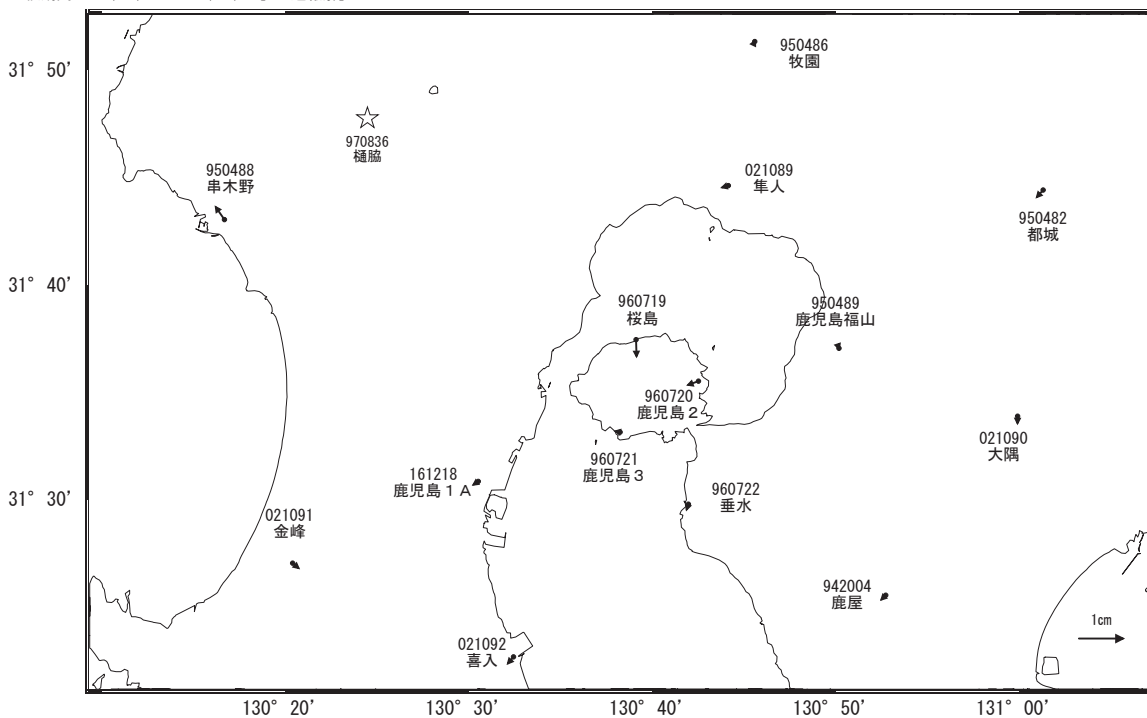 31° 50'
950486
牧園
970836
樋脇
950488
串木野
021089
隼人
950482
都城
31° 40'
960719
桜島
950489
鹿児島福山
960720
鹿児島2
021090
大隅
960721
鹿児島3
161218
鹿児島1A
31° 30'
960722
垂水
021091
金峰
942004
鹿屋
1cm
021092
喜入
130° 20'
130° 30'
130° 40'
130° 50'
131° 00'